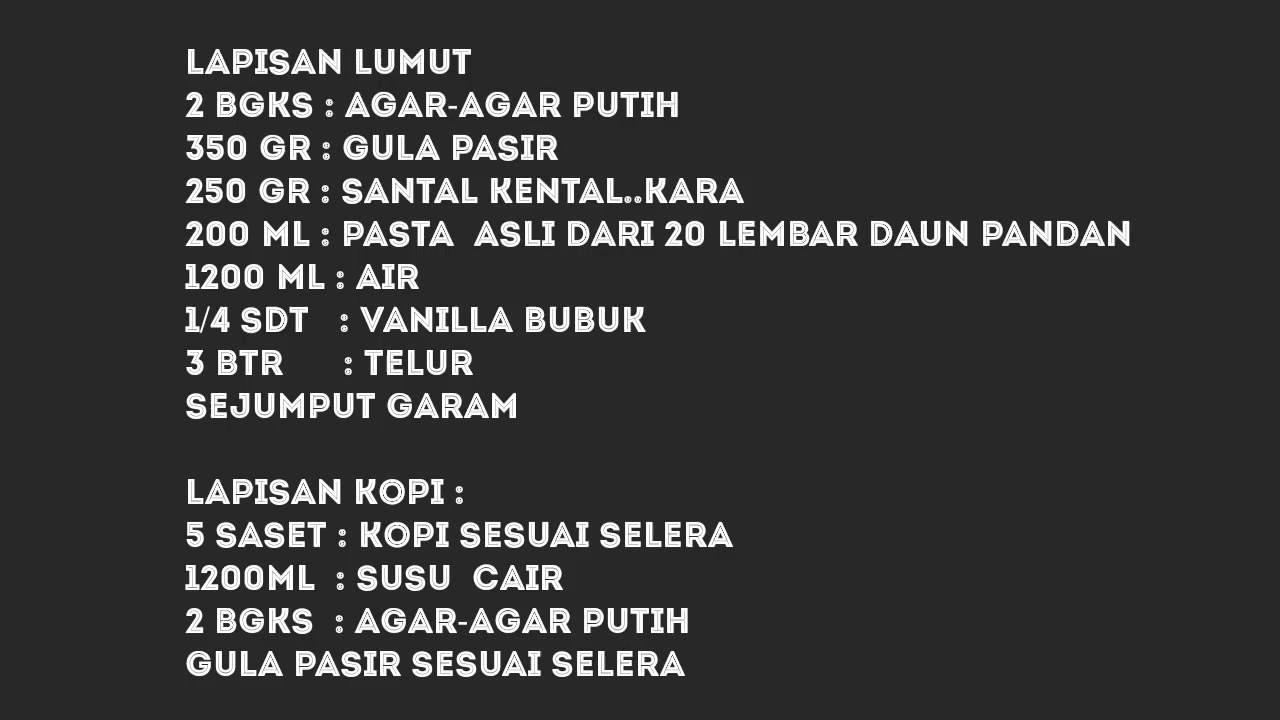 LAPISAN LUMUT
2 BGKS : AGAR-AGAR PUTIH
350 GR : GULA PASIR
250 GR : SANTAL KENTAL..KARA
200 ML : PASTA ASLI DARI 20 LEMBAR DAUN PANDAN
1200 ML : AIR
1/4 SDT : VANILLA BUBUK
3 BTR : TELUR
SEJUMPUT GARAM
LAPISAN KOPI :
5 SASET : KOPI SESUAI SELERA
1200ML : SUSU CAIR
2 BGKS : AGAR-AGAR PUTIH
GULA PASIR SESUAI SELERA